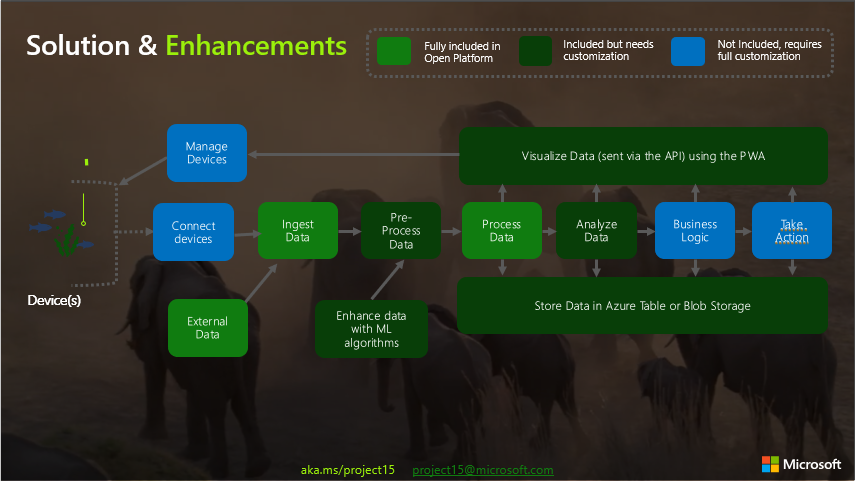 Solution & Enhancements
Fully included in
Open Platform
Included but needs
customization
Not Included, requires
full customization
Manage
Devices
Visualize Data (sent via the API) using the PWA
Connect
devices
Ingest
Data
Pre-
Process
Data
Process
Data
Analyze
Data
Business
Logic
Take
Action
Device(s)
External
Data
Enhance data
with ML
algorithms
Store Data in Azure Table or Blob Storage
aka.ms/project15
project15@microsoft.com
Microsoft